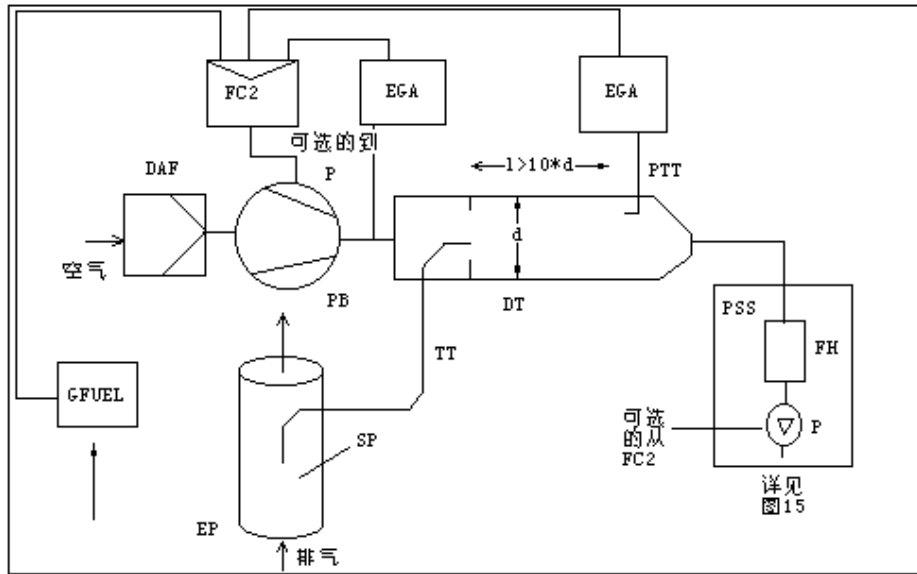 FC2
EGA
EGA
可选的到
DAF
P
l>10*d
PTT
d
空气
PB
DT
PSS
TT
FH
GFUEL
可选
的从
FC2
P
SP
详见
图15
EP
排气